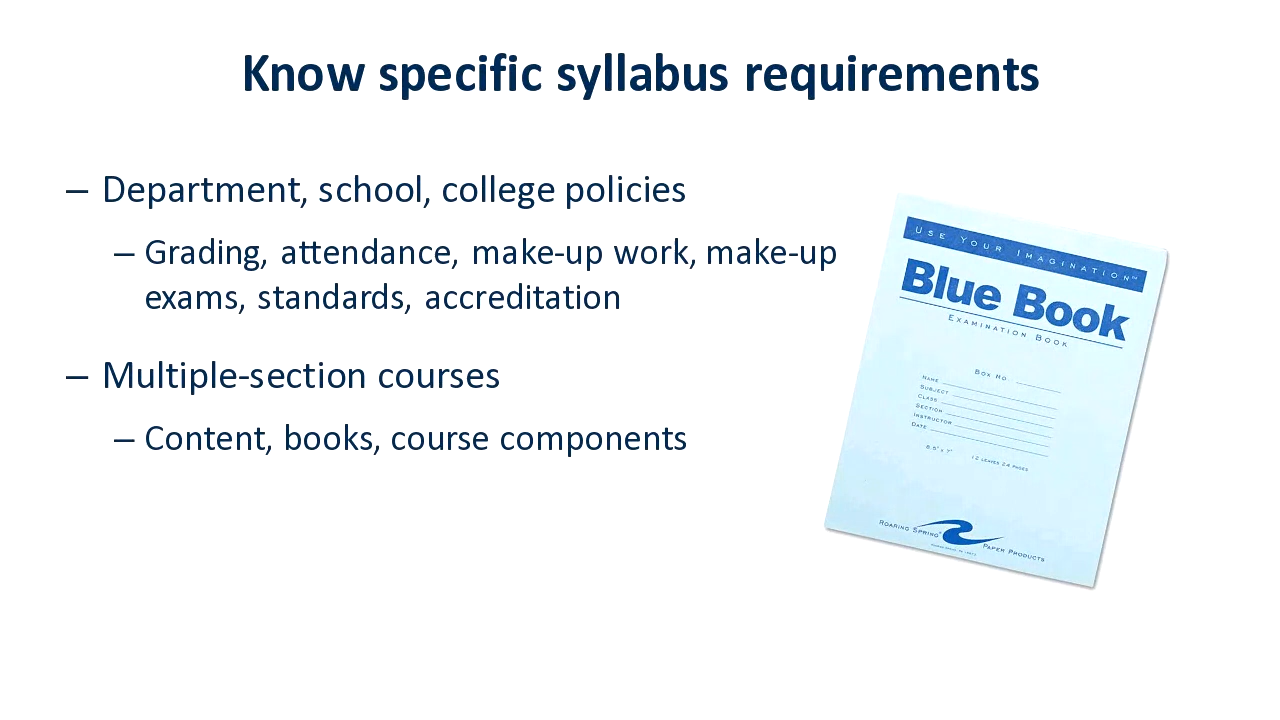 Know specific syllabus requirements
– Department, school, college policies
– Grading, attendance, make-up work, make-up
exams, standards, accreditation
– Multiple-section courses
– Content, books, course components
USE YOUR IMAGINATION™
Blue Book
EXAMINATION BOOK
BOX NO.
NAME
SUBJECT
CLASS
SECTION
INSTRUCTOR
DATE
8.5" x 7" 12 LEAVES 24 PAGES
ROARING SPRING® PAPER PRODUCTS